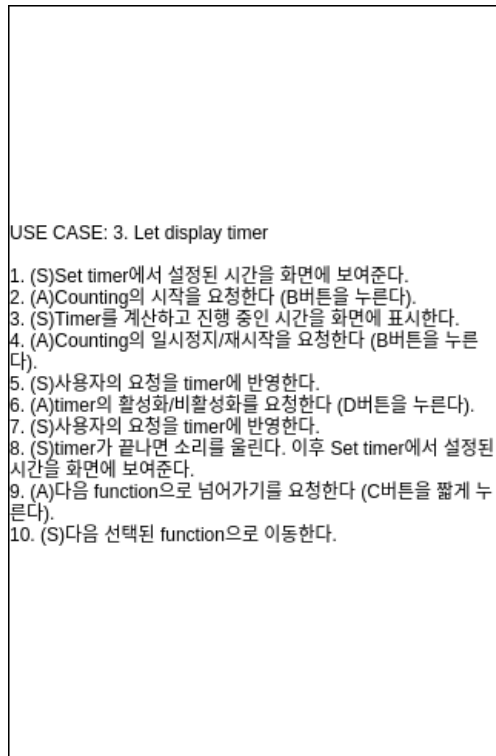 USE CASE: 3. Let display timer
1. (S)Set timer에서 설정된 시간을 화면에 보여준다.
2. (A)Counting의 시작을 요청한다 (B버튼을 누른다).
3. (S)Timer를 계산하고 진행 중인 시간을 화면에 표시한다.
4. (A)Counting의 일시정지/재시작을 요청한다 (B버튼을 누른
다).
5. (S)사용자의 요청을 timer에 반영한다.
6. (A)timer의 활성화/비활성화를 요청한다 (D버튼을 누른다).
7. (S)사용자의 요청을 timer에 반영한다.
8. (S)timer가 끝나면 소리를 울린다. 이후 Set timer에서 설정된
시간을 화면에 보여준다.
9. (A)다음 function으로 넘어가기를 요청한다 (C버튼을 짧게 누
른다).
10. (S)다음 선택된 function으로 이동한다.